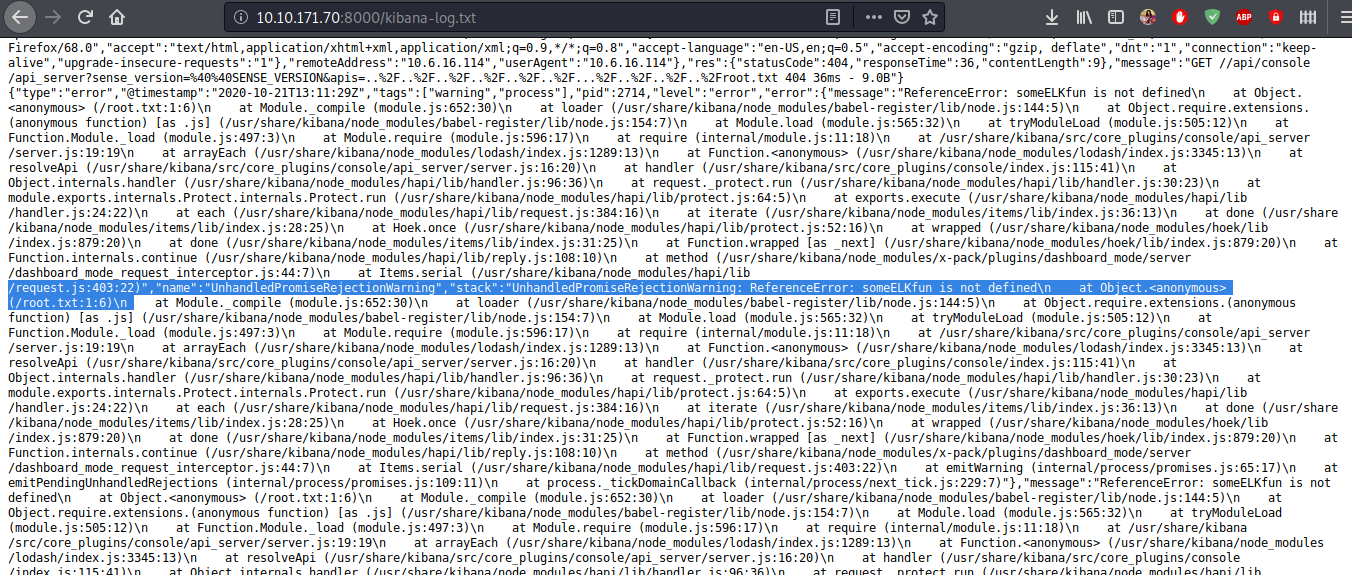 10.10.171.70:8000/kibana-log.txt
ABP
Firefox/68.0","accept":"text/html,application/xhtml+xml,application/xml;q=0.9,*/*;q=0.8","accept-language":"en-US,en;q=0.5","accept-encoding":"gzip, deflate","dnt":"1","connection":"keep-
alive","upgrade-insecure-requests":"1"},"remoteAddress":"10.6.16.114","userAgent":"10.6.16.114"},"res":{"statusCode":404,"responseTime":36,"contentLength":9},"message":"GET //api/console
/api_server?sense_version=%40%40SENSE_VERSION&apis=..%2F..%2F..%2F..%2F..%2F..%2F...%2F..%2F..%2F..%2Froot.txt 404 36ms - 9.0B"}
{"type":"error","@timestamp":"2020-10-21T13:11:29Z","tags":["warning","process"],"pid":2714,"level":"error","error":{"message":"ReferenceError: someELKfun is not defined\n    at Object.
<anonymous> (/root.txt:1:6)\n    at Module._compile (module.js:652:30)\n    at loader (/usr/share/kibana/node_modules/babel-register/lib/node.js:144:5)\n    at Object.require.extensions.
(anonymous function) [as .js] (/usr/share/kibana/node_modules/babel-register/lib/node.js:154:7)\n    at Module.load (module.js:565:32)\n    at tryModuleLoad (module.js:505:12)\n    at
Function.Module._load (module.js:497:3)\n    at Module.require (module.js:596:17)\n    at require (internal/module.js:11:18)\n    at /usr/share/kibana/src/core_plugins/console/api_server
/server.js:19:19\n    at arrayEach (/usr/share/kibana/node_modules/lodash/index.js:1289:13)\n    at Function.<anonymous> (/usr/share/kibana/node_modules/lodash/index.js:3345:13)\n    at
resolveApi (/usr/share/kibana/src/core_plugins/console/api_server/server.js:16:20)\n    at handler (/usr/share/kibana/src/core_plugins/console/index.js:115:41)\n    at
Object.internals.handler (/usr/share/kibana/node_modules/hapi/lib/handler.js:96:36)\n    at request._protect.run (/usr/share/kibana/node_modules/hapi/lib/handler.js:30:23)\n    at
module.exports.internals.Protect.internals.Protect.run (/usr/share/kibana/node_modules/hapi/lib/protect.js:64:5)\n    at exports.execute (/usr/share/kibana/node_modules/hapi/lib
/handler.js:24:22)\n    at each (/usr/share/kibana/node_modules/hapi/lib/request.js:384:16)\n    at iterate (/usr/share/kibana/node_modules/items/lib/index.js:36:13)\n    at done (/usr/share
/kibana/node_modules/items/lib/index.js:28:25)\n    at Hoek.once (/usr/share/kibana/node_modules/hapi/lib/protect.js:52:16)\n    at wrapped (/usr/share/kibana/node_modules/hoek/lib
/index.js:879:20)\n    at done (/usr/share/kibana/node_modules/items/lib/index.js:31:25)\n    at Function.wrapped [as _next] (/usr/share/kibana/node_modules/hoek/lib/index.js:879:20)\n    at
Function.internals.continue (/usr/share/kibana/node_modules/hapi/lib/reply.js:108:10)\n    at method (/usr/share/kibana/node_modules/x-pack/plugins/dashboard_mode/server
/dashboard_mode_request_interceptor.js:44:7)\n    at Items.serial (/usr/share/kibana/node_modules/hapi/lib
/request.js:403:22)","name":"UnhandledPromiseRejectionWarning","stack":"UnhandledPromiseRejectionWarning: ReferenceError: someELKfun is not defined\n    at Object.<anonymous>
(/root.txt:1:6)\n    at Module._compile (module.js:652:30)\n    at loader (/usr/share/kibana/node_modules/babel-register/lib/node.js:144:5)\n    at Object.require.extensions.(anonymous
function) [as .js] (/usr/share/kibana/node_modules/babel-register/lib/node.js:154:7)\n    at Module.load (module.js:565:32)\n    at tryModuleLoad (module.js:505:12)\n    at
Function.Module._load (module.js:497:3)\n    at Module.require (module.js:596:17)\n    at require (internal/module.js:11:18)\n    at /usr/share/kibana/src/core_plugins/console/api_server
/server.js:19:19\n    at arrayEach (/usr/share/kibana/node_modules/lodash/index.js:1289:13)\n    at Function.<anonymous> (/usr/share/kibana/node_modules/lodash/index.js:3345:13)\n    at
resolveApi (/usr/share/kibana/src/core_plugins/console/api_server/server.js:16:20)\n    at handler (/usr/share/kibana/src/core_plugins/console/index.js:115:41)\n    at
Object.internals.handler (/usr/share/kibana/node_modules/hapi/lib/handler.js:96:36)\n    at request._protect.run (/usr/share/kibana/node_modules/hapi/lib/handler.js:30:23)\n    at
module.exports.internals.Protect.internals.Protect.run (/usr/share/kibana/node_modules/hapi/lib/protect.js:64:5)\n    at exports.execute (/usr/share/kibana/node_modules/hapi/lib
/handler.js:24:22)\n    at each (/usr/share/kibana/node_modules/hapi/lib/request.js:384:16)\n    at iterate (/usr/share/kibana/node_modules/items/lib/index.js:36:13)\n    at done (/usr/share
/kibana/node_modules/items/lib/index.js:28:25)\n    at Hoek.once (/usr/share/kibana/node_modules/hapi/lib/protect.js:52:16)\n    at wrapped (/usr/share/kibana/node_modules/hoek/lib
/index.js:879:20)\n    at done (/usr/share/kibana/node_modules/items/lib/index.js:31:25)\n    at Function.wrapped [as _next] (/usr/share/kibana/node_modules/hoek/lib/index.js:879:20)\n    at
Function.internals.continue (/usr/share/kibana/node_modules/hapi/lib/reply.js:108:10)\n    at method (/usr/share/kibana/node_modules/x-pack/plugins/dashboard_mode/server
/dashboard_mode_request_interceptor.js:44:7)\n    at Items.serial (/usr/share/kibana/node_modules/hapi/lib/request.js:403:22)\n    at emitWarning (internal/process/promises.js:65:17)\n    at
emitPendingUnhandledRejections (internal/process/promises.js:109:11)\n    at process._tickDomainCallback (internal/process/next_tick.js:229:7)"},"message":"ReferenceError: someELKfun is not
defined\n    at Object.<anonymous> (/root.txt:1:6)\n    at Module._compile (module.js:652:30)\n    at loader (/usr/share/kibana/node_modules/babel-register/lib/node.js:144:5)\n    at
Object.require.extensions.(anonymous function) [as .js] (/usr/share/kibana/node_modules/babel-register/lib/node.js:154:7)\n    at Module.load (module.js:565:32)\n    at tryModuleLoad
(module.js:505:12)\n    at Function.Module._load (module.js:497:3)\n    at Module.require (module.js:596:17)\n    at require (internal/module.js:11:18)\n    at /usr/share/kibana
/src/core_plugins/console/api_server/server.js:19:19\n    at arrayEach (/usr/share/kibana/node_modules/lodash/index.js:1289:13)\n    at Function.<anonymous> (/usr/share/kibana/node_modules
/lodash/index.js:3345:13)\n    at resolveApi (/usr/share/kibana/src/core_plugins/console/api_server/server.js:16:20)\n    at handler (/usr/share/kibana/src/core_plugins/console
/index.js:115:41)\n    at Object.internals.handler (/usr/share/kibana/node_modules/hapi/lib/handler.js:96:36)\n    at request._protect.run (/usr/share/kibana/node_modules/hapi/lib